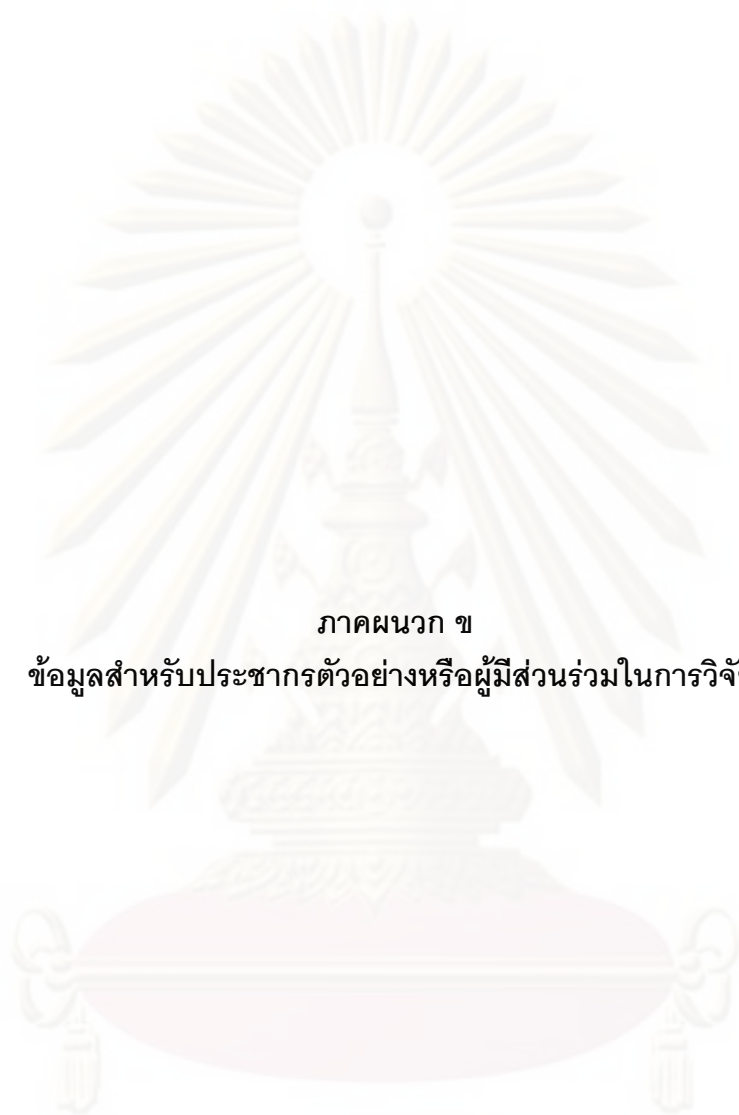 ภาคผนวก ข
ข้อมูลสำหรับประชากรตัวอย่างหรือผู้มีส่วนร่วมในการวิจั